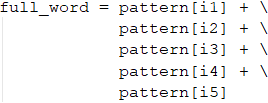 full_word = pattern[i1] + \
            pattern[i2] + \
            pattern[i3] + \
            pattern[i4] + \
            pattern[i5]